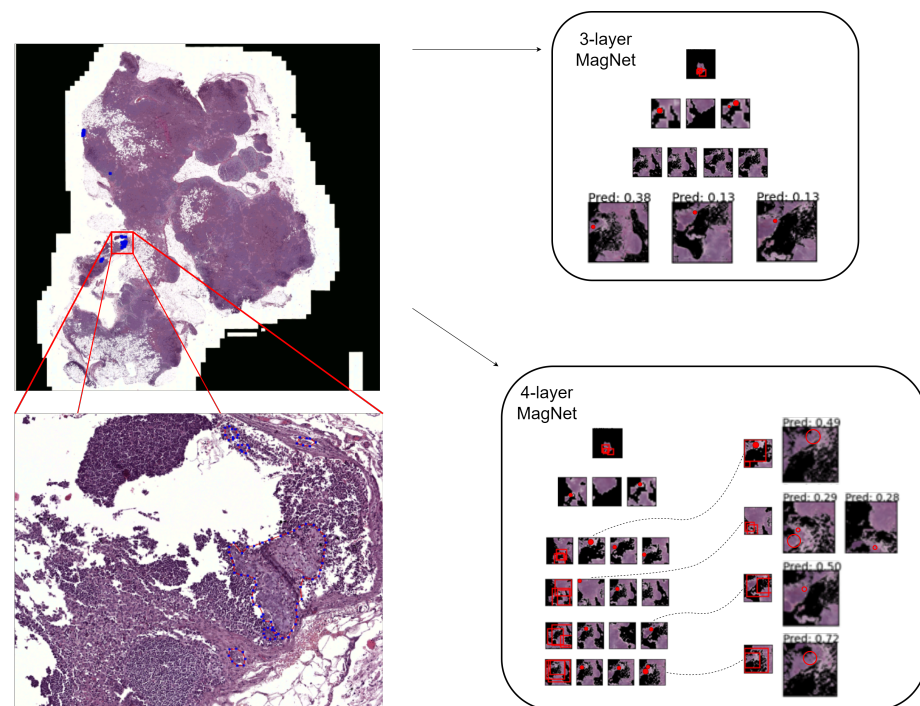 3-layer
MagNet
Pred: 0.38
Pred: 0.13
Pred: 0.13
4-layer
MagNet
Pred: 0.49
Pred: 0.29
Pred: 0.28
Pred: 0.50
Pred: 0.72